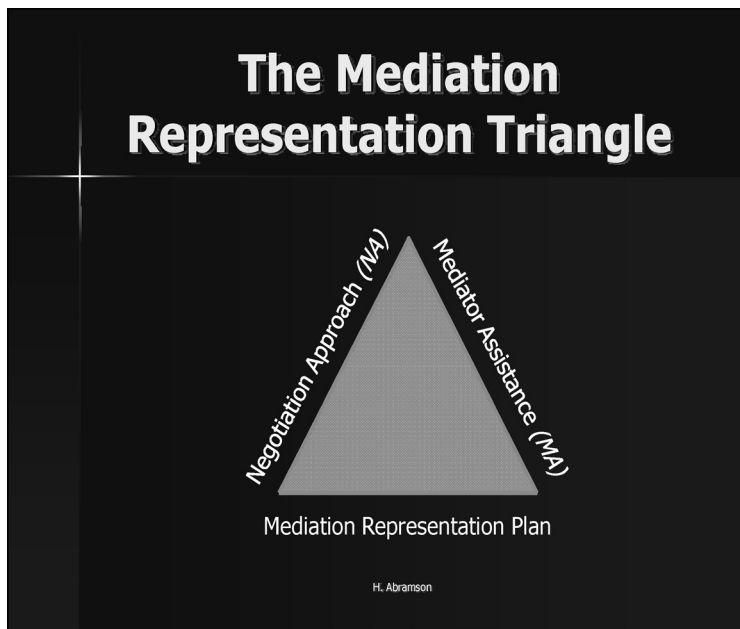 The Mediation
Representation Triangle
Negotiation Approach (NA)
Mediator Assistance (MA)
Mediation Representation Plan
H. Abramson